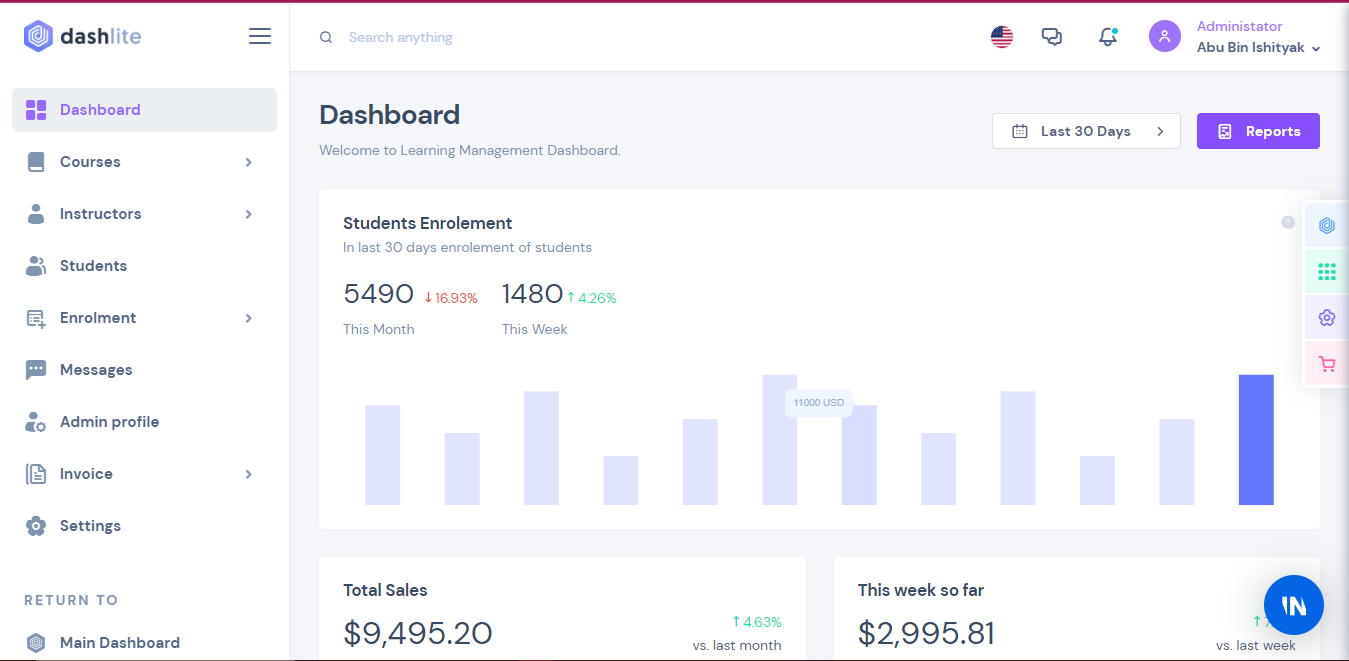 dashlite
Search anything
Administator
Abu Bin Ishityak
Dashboard
Courses
Instructors
Students
Enrolment
Messages
Admin profile
Invoice
Settings
RETURN TO
Main Dashboard
Dashboard
Welcome to Learning Management Dashboard.
Last 30 Days
Reports
Students Enrolement
In last 30 days enrolement of students
5490 ↓16.93%
This Month
1480 ↑4.26%
This Week
11000 USD
Total Sales
$9,495.20
↑4.63%
vs. last month
This week so far
$2,995.81
vs. last week